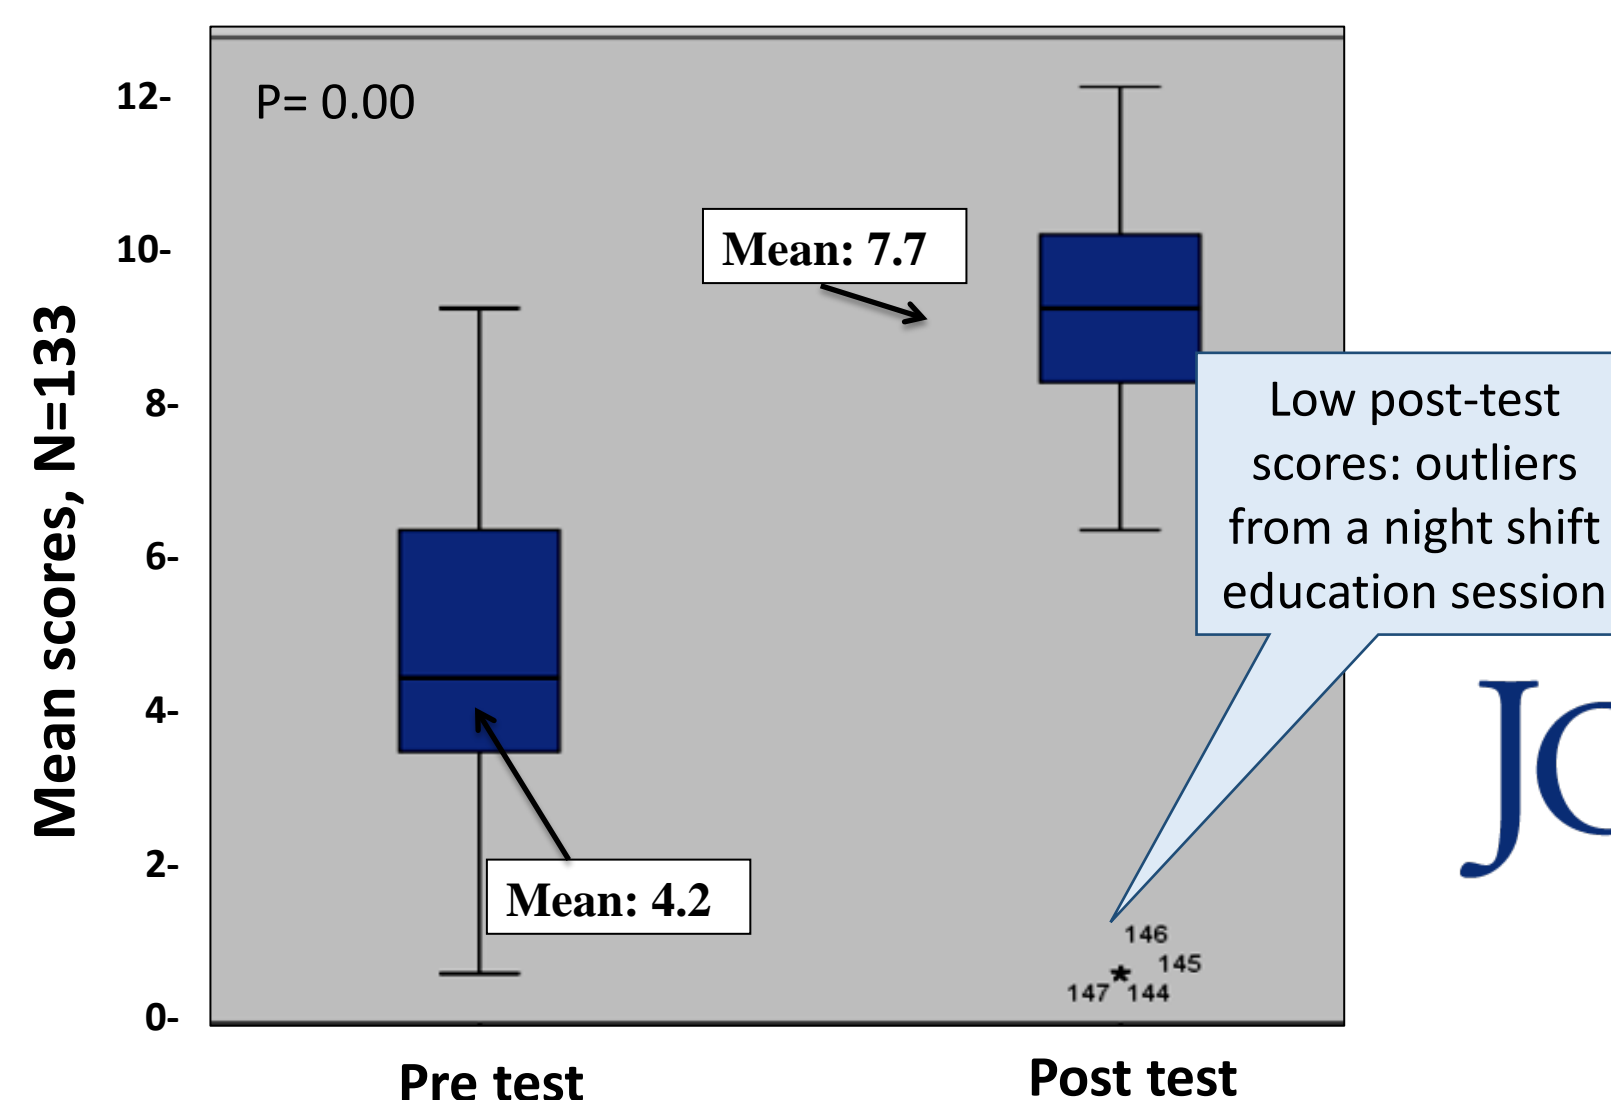 12-
P= 0.00
Mean: 7.7
10-
8-
6-
4-
2-
0-
Mean scores, N=133
Low post-test
scores: outliers
from a night shift
education session
Mean: 4.2
146
145
147 144
Pre test
Post test